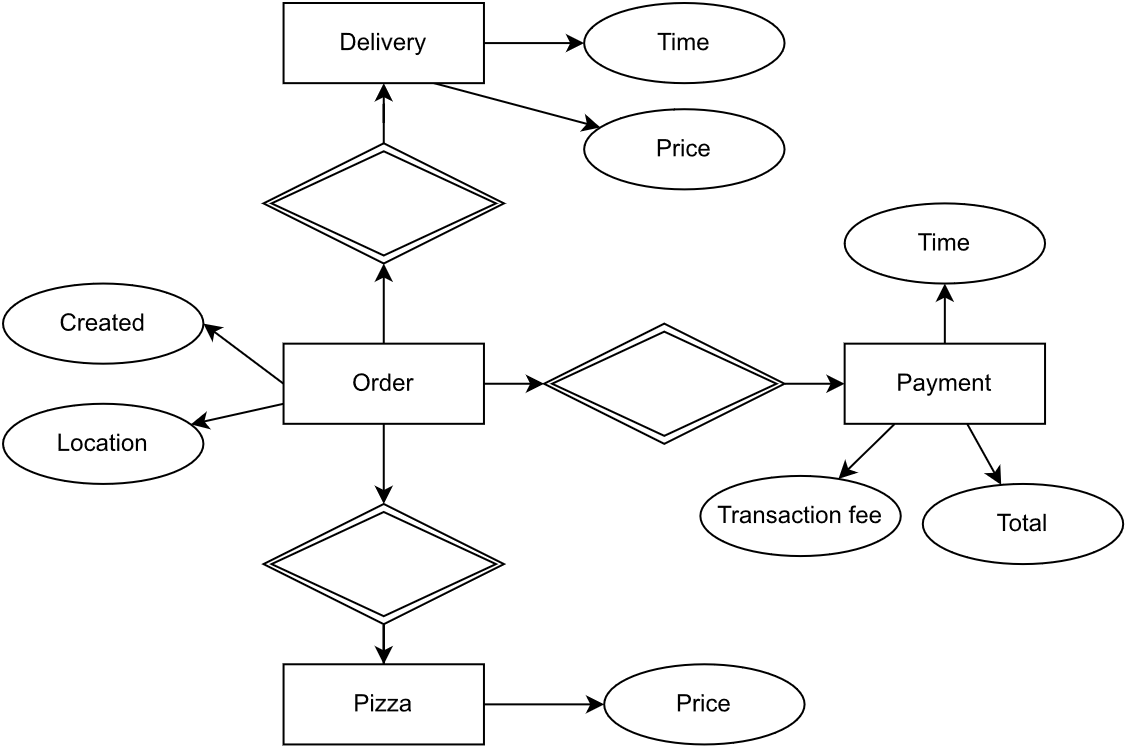 Delivery
Time
Price
Time
Created
Order
Payment
Location
Transaction fee
Total
Pizza
Price